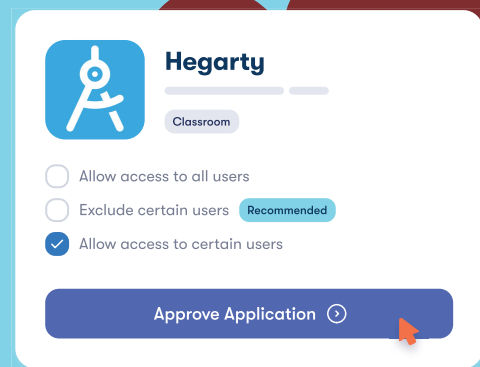 Hegarty
Classroom
Allow access to all users
Exclude certain users Recommended
Allow access to certain users
Approve Application